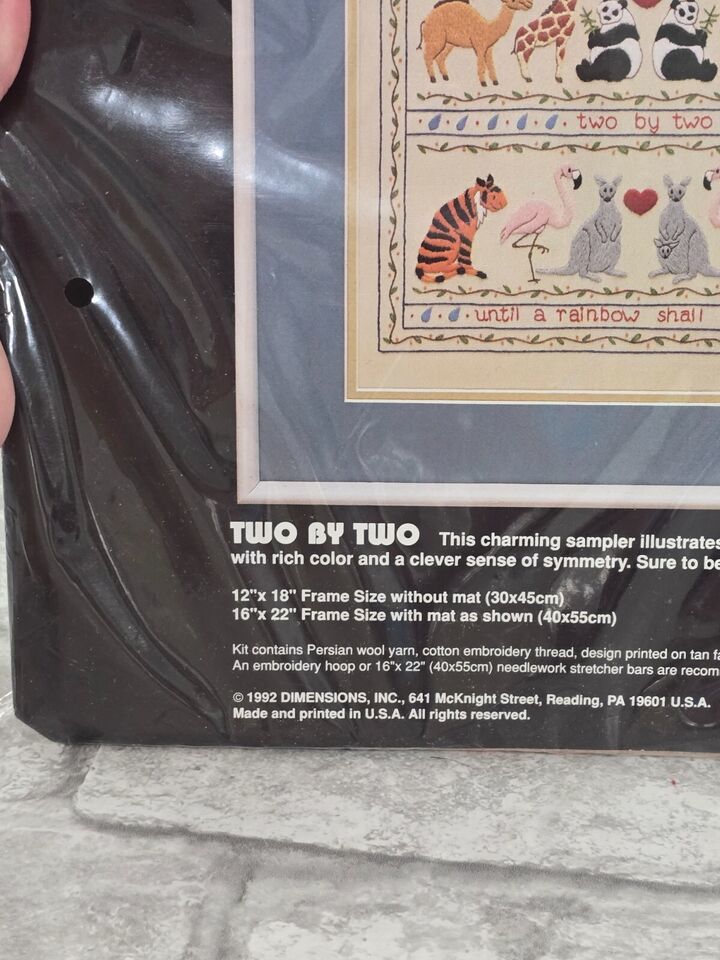 two by two
until a rainbow shall
TWO BY TWO This charming sampler illustrates
with rich color and a clever sense of symmetry. Sure to be
12"x 18" Frame Size without mat (30x45cm)
16"x 22" Frame Size with mat as shown (40x55cm)
Kit contains Persian wool yarn, cotton embroidery thread, design printed on tan
An embroidery hoop or 16"x 22" (40x55cm) needlework stretcher bars are
© 1992 DIMENSIONS, INC., 641 McKnight Street, Reading, PA 19601 U.S.A.
Made and printed in U.S.A. All rights reserved.